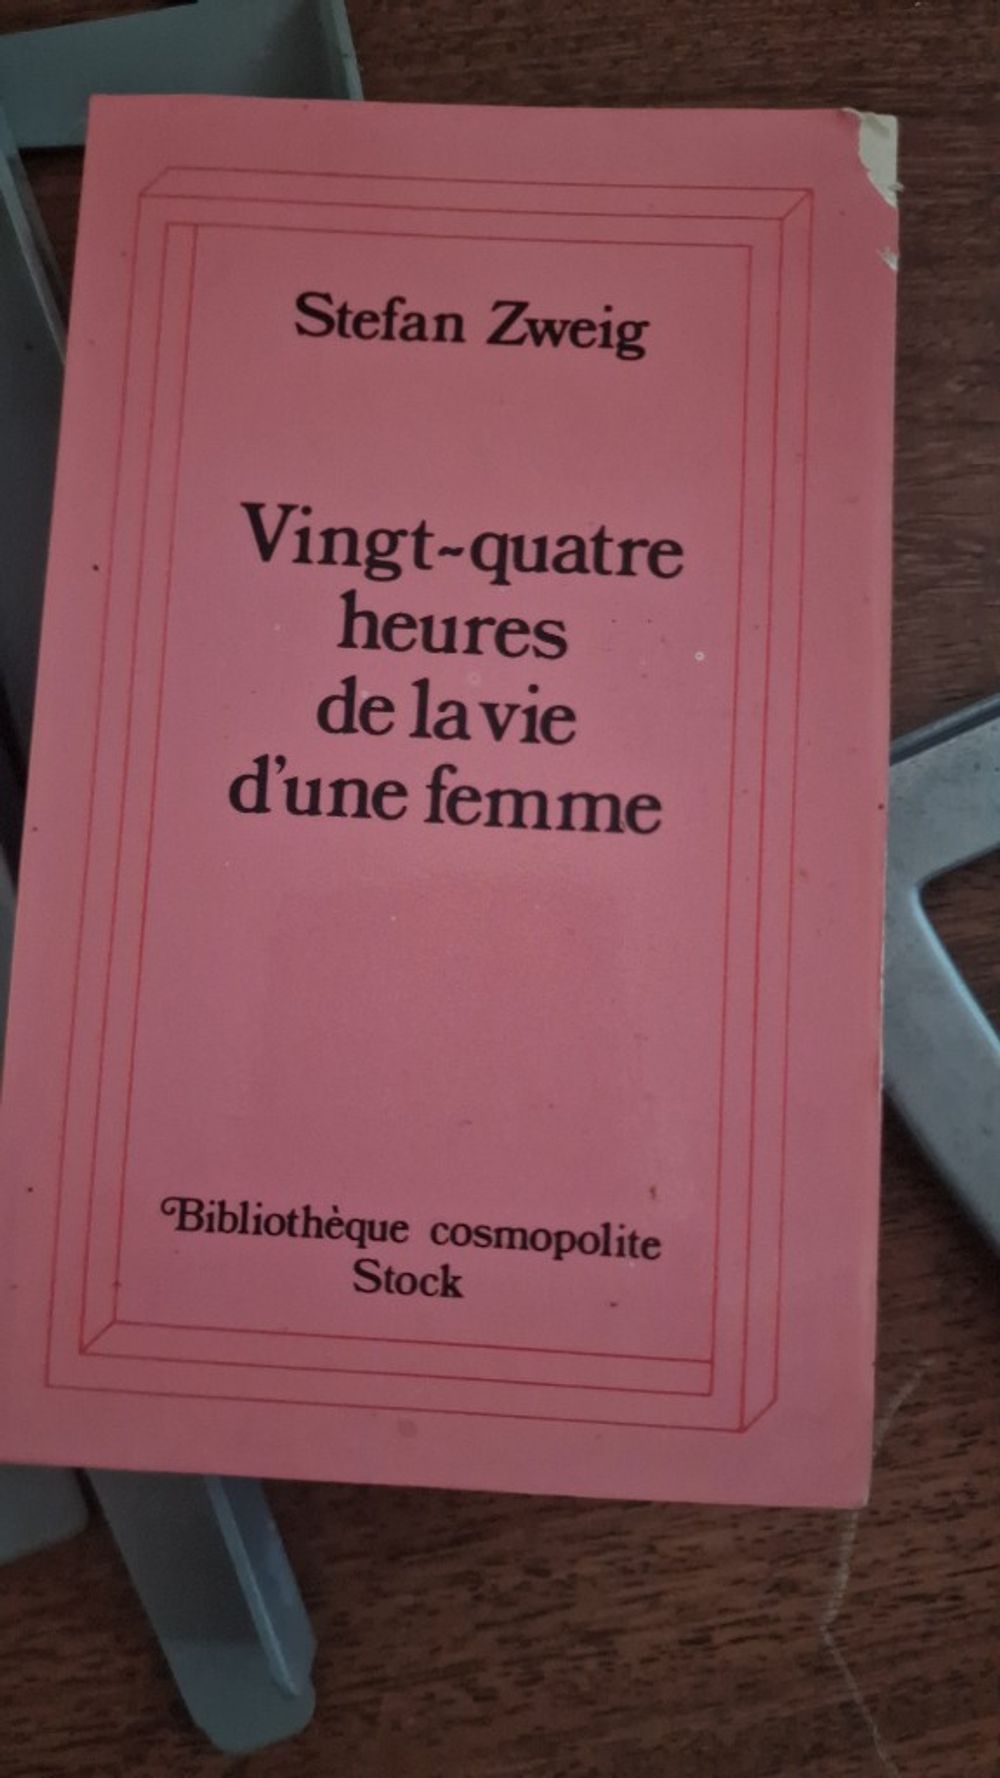 Stefan Zweig
Vingt-quatre
heures
de la vie
d'une femme
Bibliothèque cosmopolite
Stock